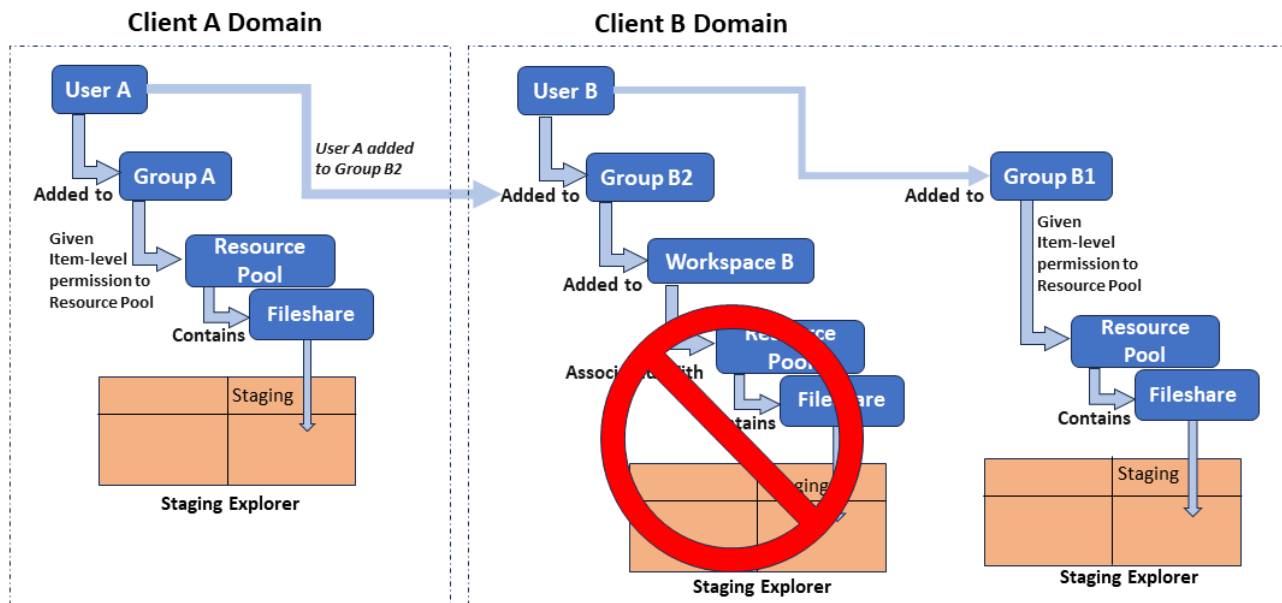 Client A Domain
Client B Domain
User A
User A added
to Group B2
Group A
Added to
Given
Item-level
permission to
Resource Pool
Resource
Pool
Fileshare
Contains
Staging
Staging Explorer
User B
Group B2
Added to
Workspace B
Added to
Resource
Pool
Fileshare
Staging Explorer
Group B1
Added to
Given
Item-level
permission to
Resource Pool
Resource
Pool
Fileshare
Contains
Staging
Staging Explorer